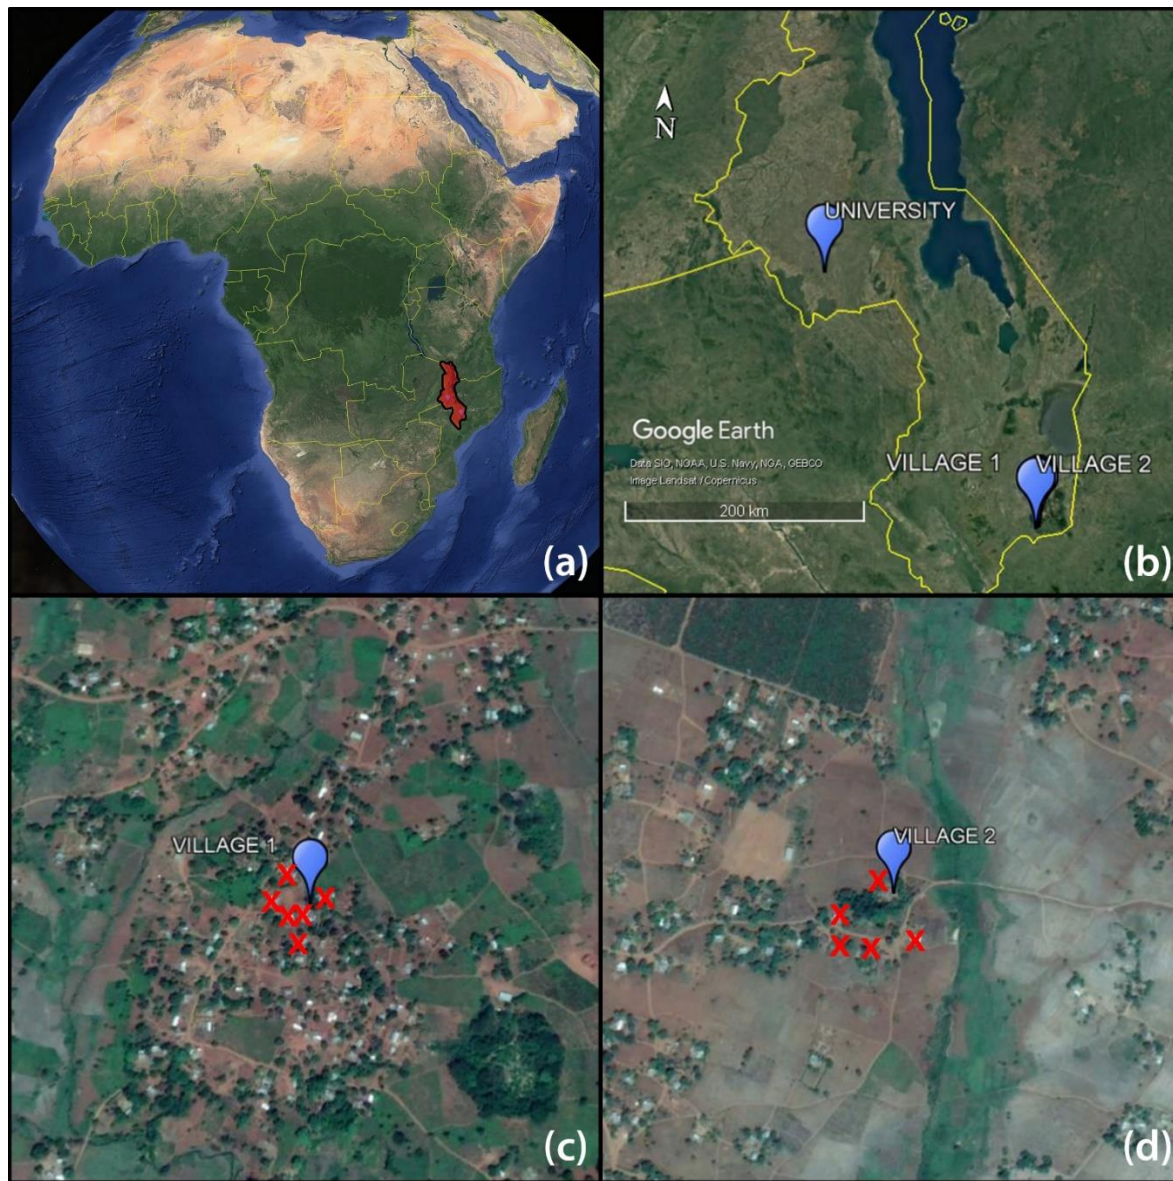 (a)
N
UNIVERSITY
Google Earth
Data SIO, NOAA, U.S. Navy, NGA, GEBCO
Image Landsat / Copernicus
200 km
VILLAGE 1
VILLAGE 2
(b)
VILLAGE 1
X
X X
X X
X
(c)
VILLAGE 2
X
X
X X X
(d)